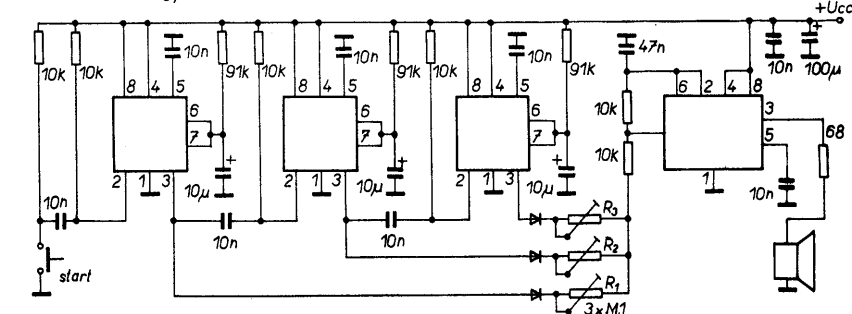 +Ucc
10k 10k 10n 91k 10k 10n 91k 10k 10n 91k 47n 10n 100µ
+
8 4 5 8 4 5 8 4 5 6 2 4 8
6 6 6 10k 3
7 7 7 5 68
2 1 3 10µ 2 1 3 10µ 2 1 3 10µ 10k 1 10n
+ + +
10n 10n 10n R3
R2
start R1
3×M1